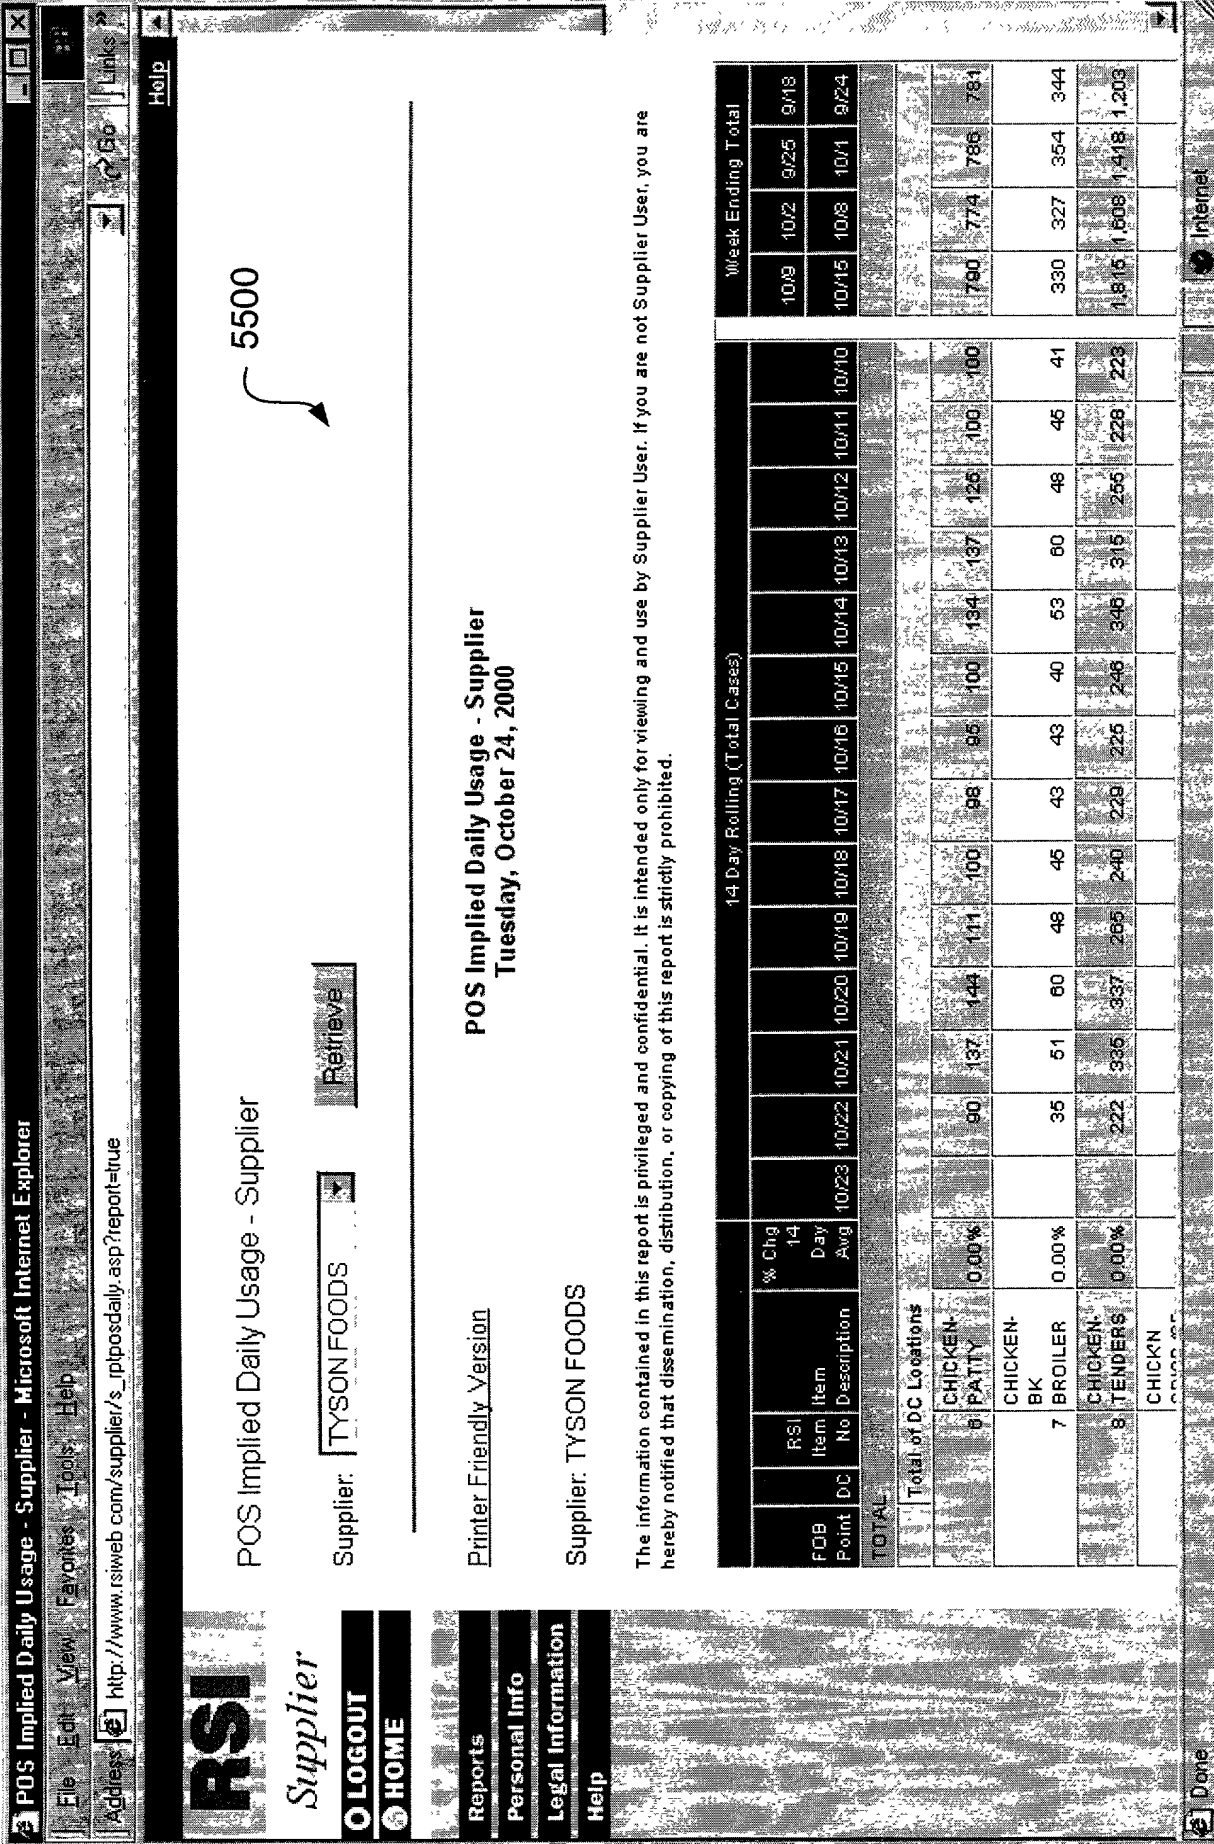 POS Implied Daily Usage - Supplier - Microsoft Internet Explorer
File Edit View Favorites Tools Help
Address http://www.rsiweb.com/supplier/s_rptposdaily.asp?report=true Go Links »
Help
RSI
Supplier
LOGOUT
HOME
Reports
Personal Info
Legal Information
Help
POS Implied Daily Usage - Supplier
5500
Supplier: TYSON FOODS Retrieve
Printer Friendly Version
POS Implied Daily Usage - Supplier
Tuesday, October 24, 2000
Supplier: TYSON FOODS
The information contained in this report is privileged and confidential. It is intended only for viewing and use by Supplier User. If you are not Supplier User, you are
hereby notified that dissemination, distribution, or copying of this report is strictly prohibited.
14 Day Rolling (Total Cases) Week Ending Total
% Chg
RSI 14 10/9 10/2 9/25 9/18
FOB Item Item Day
Point DC No Description Avg 10/23 10/22 10/21 10/20 10/19 10/18 10/17 10/16 10/15 10/14 10/13 10/12 10/11 10/10 10/15 10/8 10/1 9/24
TOTAL
Total of DC Locations
CHICKEN-
6 PATTY 0.00% 90 137 144 111 100 98 95 100 134 137 125 100 100 790 774 786 781
CHICKEN-
BK
7 BROILER 0.00% 35 51 60 48 45 43 43 40 53 60 48 45 41 330 327 354 344
CHICKEN-
8 TENDERS 0.00% 222 335 337 265 240 229 225 246 346 315 255 228 223 1,815 1,608 1,418 1,203
CHICK'N
Done Internet